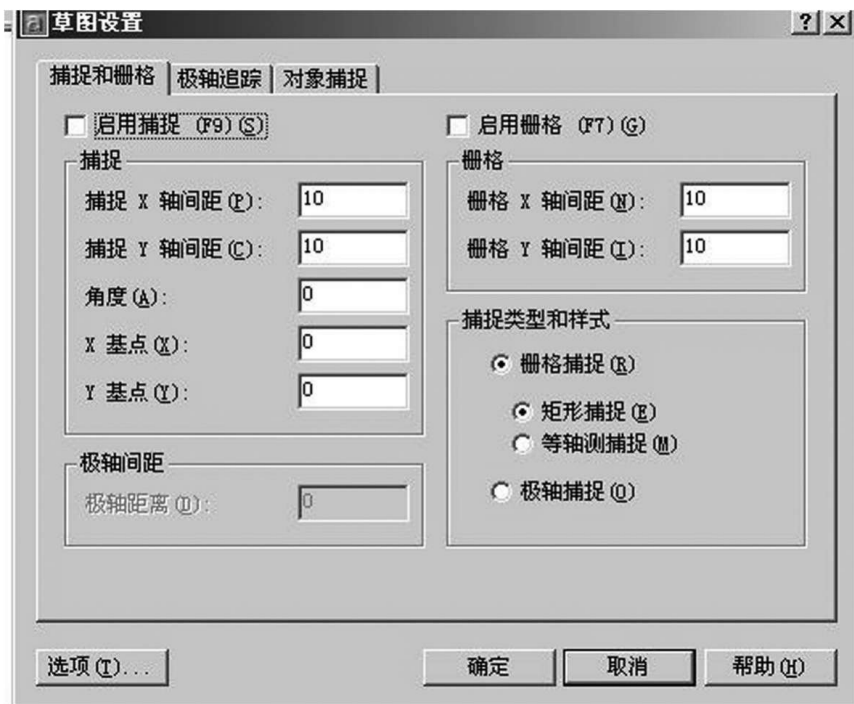 草图设置
捕捉和栅格 极轴追踪 对象捕捉
启用捕捉 (F9)(S)
捕捉
捕捉 X 轴间距(P): 10
捕捉 Y 轴间距(C): 10
角度(A): 0
X 基点(X): 0
Y 基点(Y): 0
极轴间距
极轴距离(D): 0
启用栅格 (F7)(G)
栅格
栅格 X 轴间距(N): 10
栅格 Y 轴间距(I): 10
捕捉类型和样式
栅格捕捉(R)
矩形捕捉(E)
等轴测捕捉(M)
极轴捕捉(O)
选项(T)... 确定 取消 帮助(H)